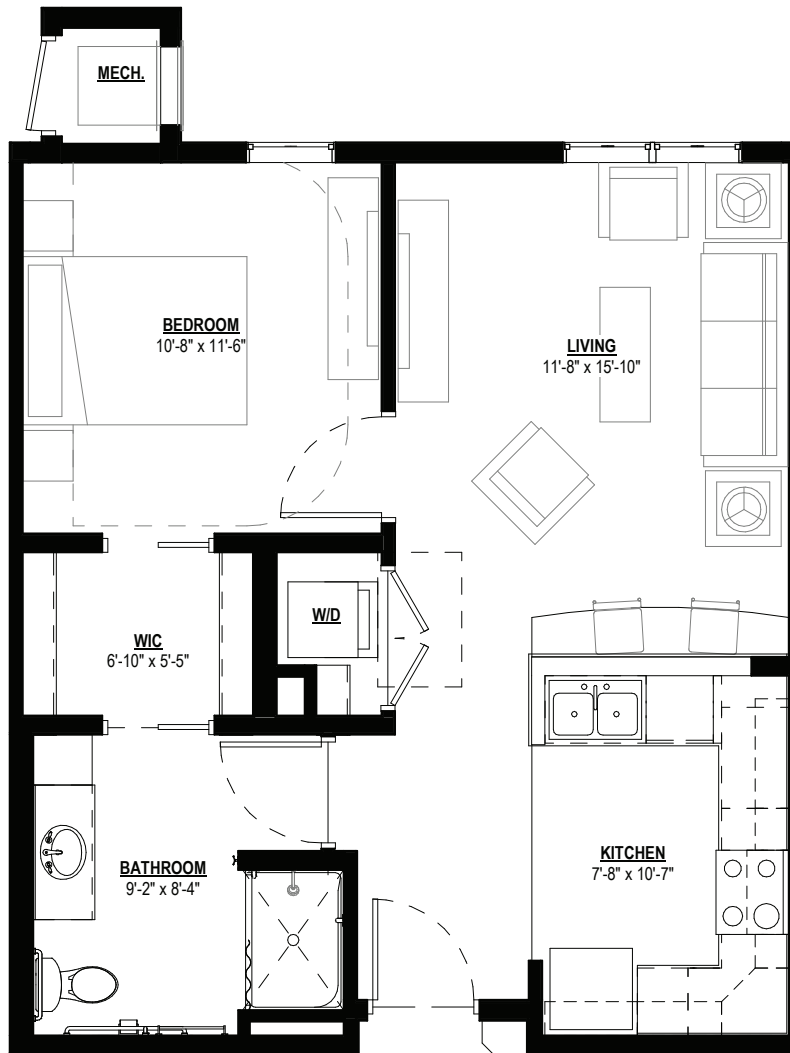 MECH.
BEDROOM
10'-8" x 11'-6"
LIVING
11'-8" x 15'-10"
W/D
WIC
6'-10" x 5'-5"
KITCHEN
7'-8" x 10'-7"
BATHROOM
9'-2" x 8'-4"